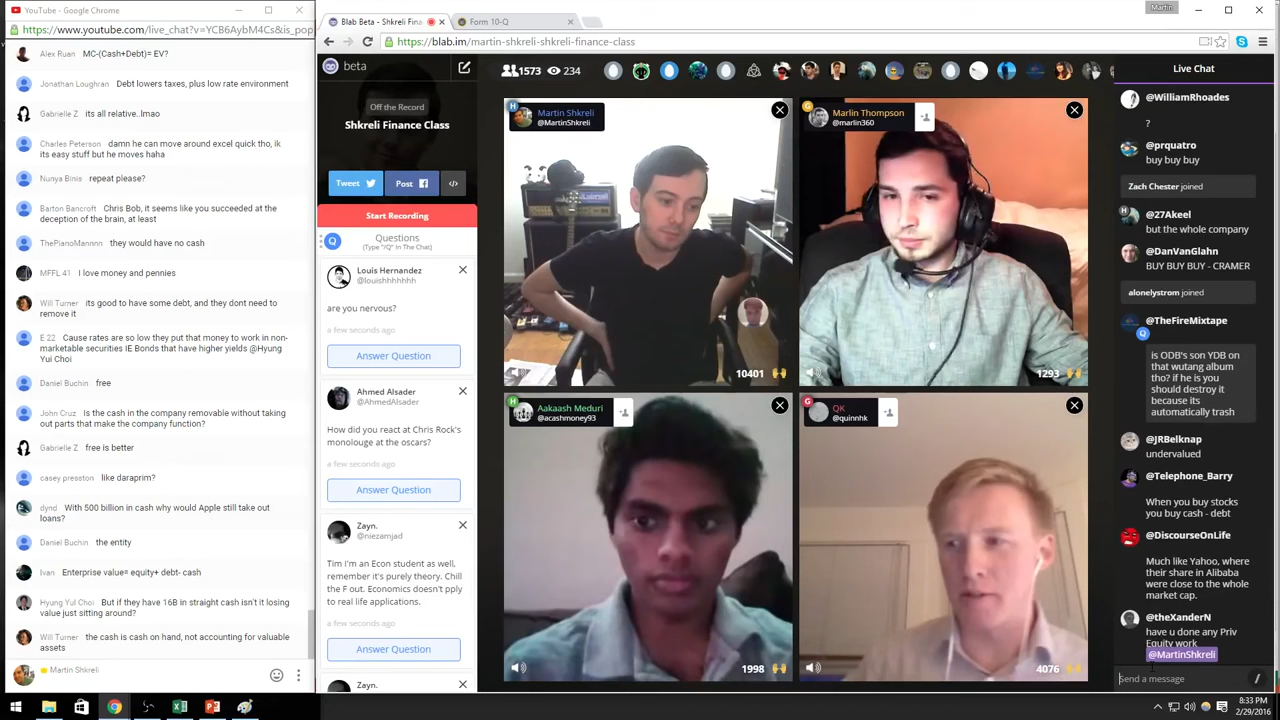 YouTube - Google Chrome
https://www.youtube.com/live_chat?v=YCB6AybM4Cs&is_pop
Alex Ruan MC-(Cash+Debt)= EV?
Jonathan Loughran Debt lowers taxes, plus low rate environment
Gabrielle Z its all relative..lmao
Charles Peterson damn he can move around excel quick tho, ik
its easy stuff but he moves haha
Nunya Binis repeat please?
Barton Bancroft Chris Bob, it seems like you succeeded at the
deception of the brain, at least
ThePianoMannnn they would have no cash
MFFL 41 I love money and pennies
Will Turner its good to have some debt, and they dont need to
remove it
E 22 Cause rates are so low they put that money to work in non-
marketable securities IE Bonds that have higher yields @Hyung
Yui Choi
Daniel Buchin free
John Cruz Is the cash in the company removable without taking
out parts that make the company function?
Gabrielle Z free is better
casey presston like daraprim?
dynd With 500 billion in cash why would Apple still take out
loans?
Daniel Buchin the entity
Ivan Enterprise value= equity+ debt- cash
Hyung Yui Choi But if they have 16B in straight cash isn't it losing
value just sitting around?
Will Turner the cash is cash on hand, not accounting for valuable
assets
Martin Shkreli
Blab Beta - Shkreli Fina
Form 10-Q
Martin
https://blab.im/martin-shkreli-shkreli-finance-class
beta
Off the Record
Shkreli Finance Class
Tweet
Post
</>
Start Recording
Q
Questions
(Type "/Q" In The Chat)
Louis Hernandez
@louishhhhhhh
are you nervous?
a few seconds ago
Answer Question
Ahmed Alsader
@AhmedAlsader
How did you react at Chris Rock's
monolouge at the oscars?
a few seconds ago
Answer Question
Zayn.
@niezamjad
Tim I'm an Econ student as well,
remember it's purely theory. Chill
the F out. Economics doesn't pply
to real life applications.
a few seconds ago
Answer Question
Zayn.
1573
234
H
Martin Shkreli
@MartinShkreli
10401
G
Marlin Thompson
@marlin360
1293
H
Aakaash Meduri
@acashmoney93
1998
G
QK
@quinnhk
4076
Live Chat
@WilliamRhoades
?
@prquatro
buy buy buy
Zach Chester joined
@27Akeel
but the whole company
@DanVanGlahn
BUY BUY BUY - CRAMER
alonelystrom joined
@TheFireMixtape
Q
is ODB's son YDB on
that wutang album
tho? if he is you
should destroy it
because its
automatically trash
@JRBelknap
undervalued
@Telephone_Barry
When you buy stocks
you buy cash - debt
@DiscourseOnLife
Much like Yahoo, where
their share in Alibaba
were close to the whole
market cap.
@theXanderN
have u done any Priv
Equity work
@MartinShkreli
Send a message
/
8:33 PM
2/29/2016